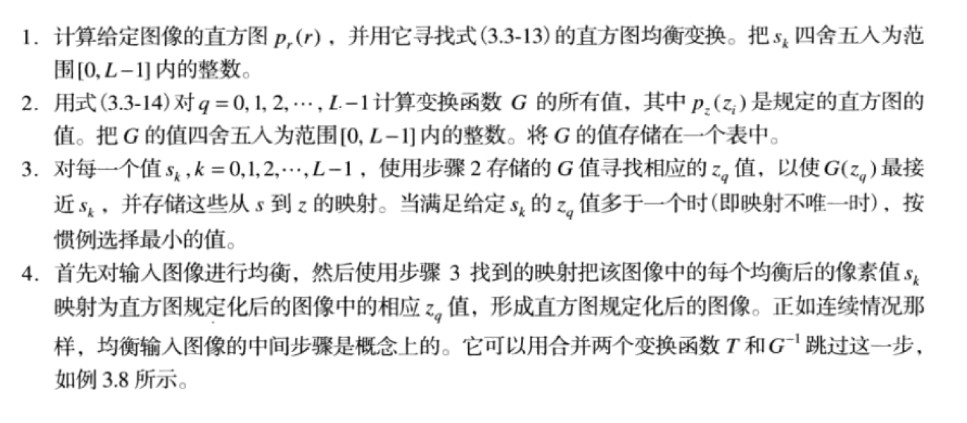 1. 计算给定图像的直方图 pᵣ(r)，并用它寻找式(3.3-13)的直方图均衡变换。把 sₖ 四舍五入为范
围[0, L−1]内的整数。
2. 用式(3.3-14)对 q = 0, 1, 2, ⋯, L−1计算变换函数 G 的所有值，其中 p_z(z_i)是规定的直方图的
值。把 G 的值四舍五入为范围[0, L−1]内的整数。将 G 的值存储在一个表中。
3. 对每一个值 sₖ, k = 0,1,2,⋯, L−1，使用步骤 2 存储的 G 值寻找相应的 z_q 值，以使 G(z_q)最接
近 sₖ，并存储这些从 s 到 z 的映射。当满足给定 sₖ 的 z_q 值多于一个时(即映射不唯一时)，按
惯例选择最小的值。
4. 首先对输入图像进行均衡，然后使用步骤 3 找到的映射把该图像中的每个均衡后的像素值 sₖ
映射为直方图规定化后的图像中的相应 z_q 值，形成直方图规定化后的图像。正如连续情况那
样，均衡输入图像的中间步骤是概念上的。它可以用合并两个变换函数 T 和 G⁻¹ 跳过这一步，
如例 3.8 所示。